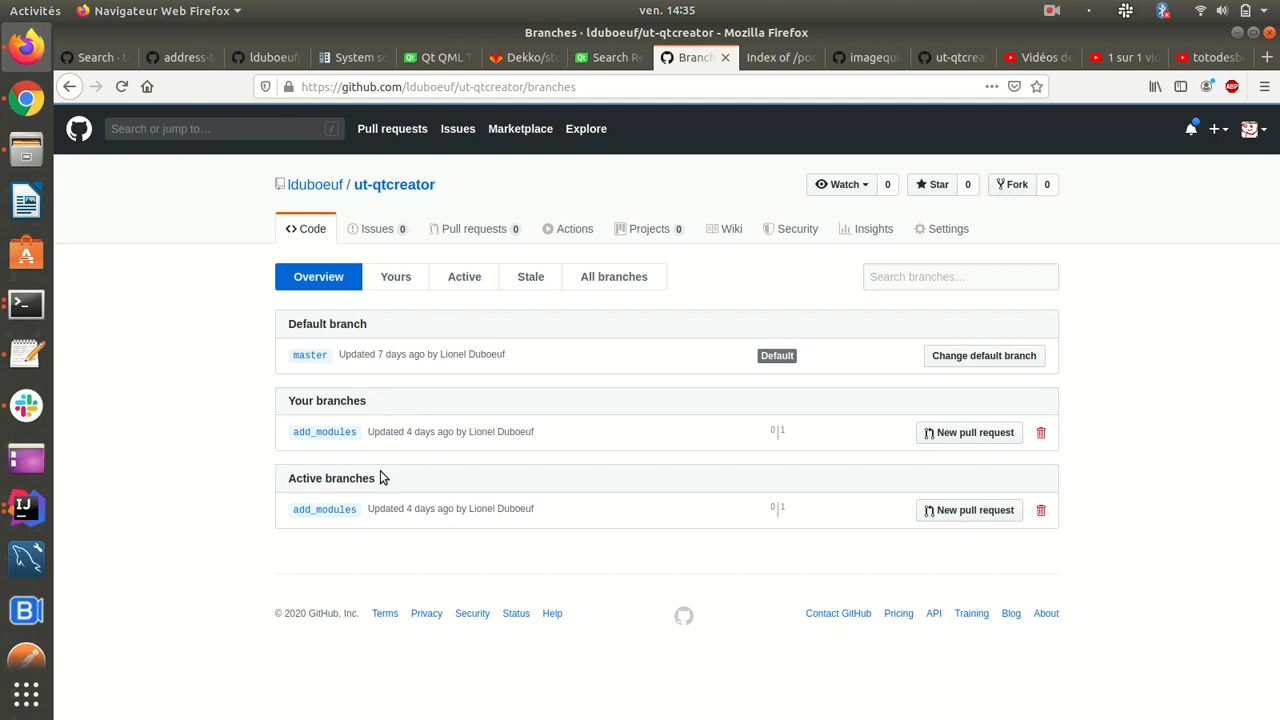 Activités Navigateur Web Firefox ven. 14:35
Branches · lduboeuf/ut-qtcreator - Mozilla Firefox
Search · t address-b lduboeuf/ System so Qt QML T Dekko/sto Search Re Branch Index of /poo imagequi ut-qtcrea Vidéos de 1 sur 1 vid totodesbo
https://github.com/lduboeuf/ut-qtcreator/branches
Search or jump to… / Pull requests Issues Marketplace Explore
lduboeuf / ut-qtcreator Watch 0 Star 0 Fork 0
Code Issues 0 Pull requests 0 Actions Projects 0 Wiki Security Insights Settings
Overview Yours Active Stale All branches Search branches…
Default branch
master Updated 7 days ago by Lionel Duboeuf Default Change default branch
Your branches
add_modules Updated 4 days ago by Lionel Duboeuf 0 1 New pull request
Active branches
add_modules Updated 4 days ago by Lionel Duboeuf 0 1 New pull request
© 2020 GitHub, Inc. Terms Privacy Security Status Help Contact GitHub Pricing API Training Blog About